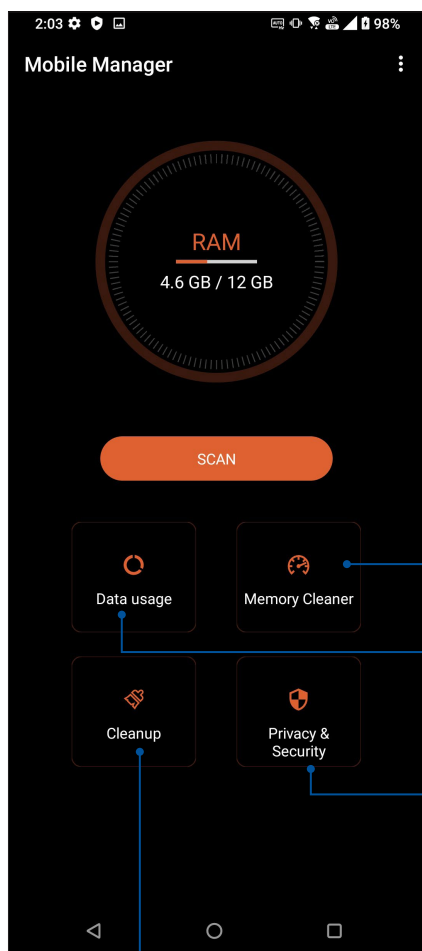 2:03 98%
Mobile Manager
RAM
4.6 GB / 12 GB
SCAN
Data usage
Memory Cleaner
Cleanup
Privacy &
Security